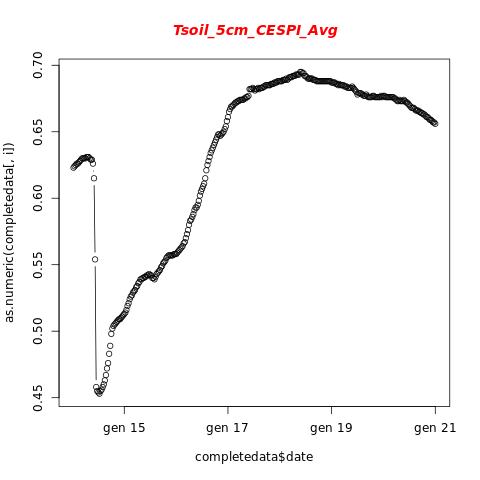 Tsoil_5cm_CESPI_Avg
as.numeric(completedata[, i])
0.70
0.65
0.60
0.55
0.50
0.45
gen 15
gen 17
gen 19
gen 21
completedata$date